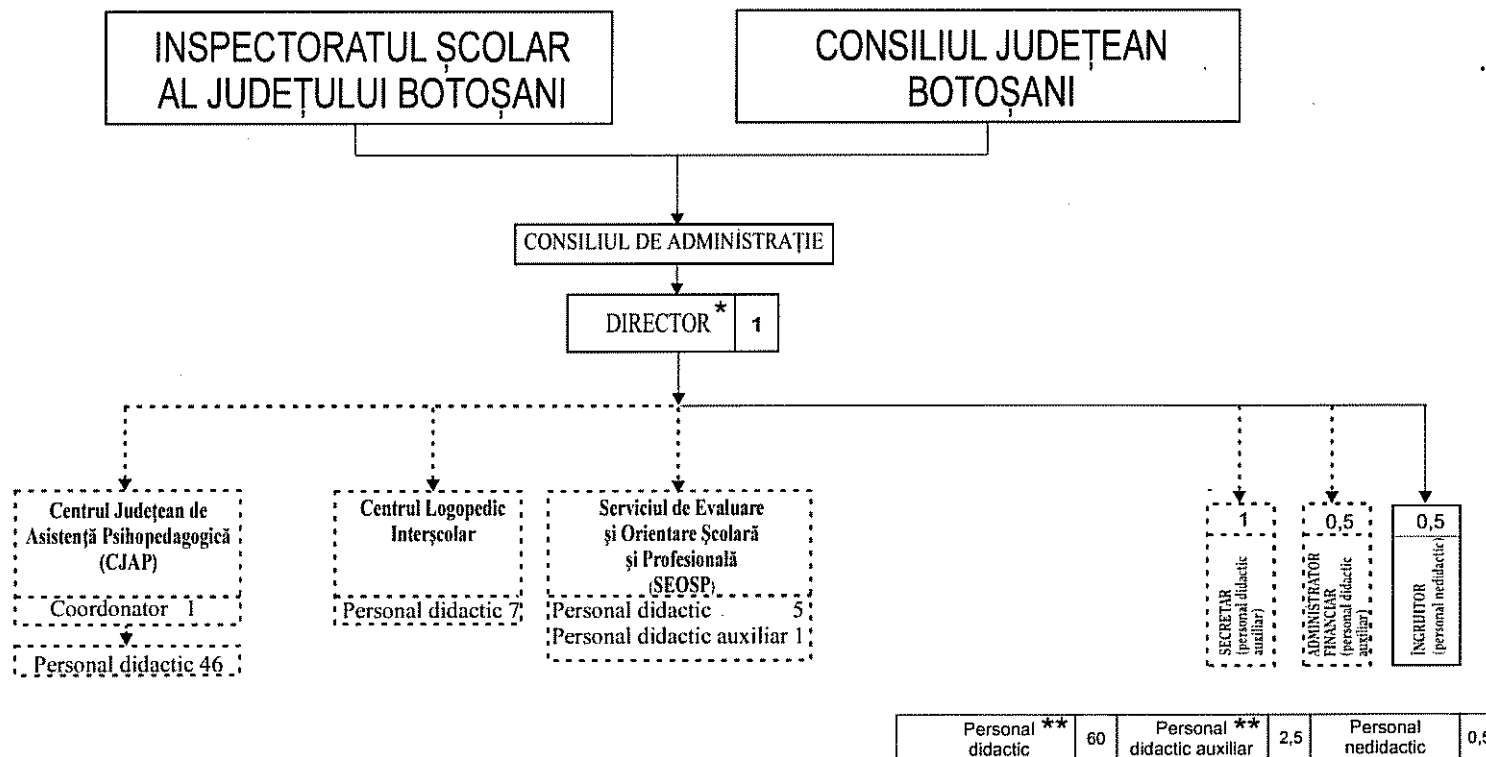 INSPECTORATUL ȘCOLAR
AL JUDEȚULUI BOTOȘANI
CONSILIUL JUDEȚEAN
BOTOȘANI
CONSILIUL DE ADMINISTRAȚIE
DIRECTOR * 1
Centrul Județean de
Asistență Psihopedagogică
(CJAP)
Coordonator 1
Personal didactic 46
Centrul Logopedic
Interșcolar
Personal didactic 7
Serviciul de Evaluare
și Orientare Școlară
și Profesională
(SEOSP)
Personal didactic 5
Personal didactic auxiliar 1
1
SECRETAR
(personal didactic
auxiliar)
0,5
ADMINISTRATOR
FINANCIAR
(personal didactic
auxiliar)
0,5
ÎNGRIJITOR
(personal nedidactic)
Personal **
didactic
60
Personal **
didactic auxiliar
2,5
Personal
nedidactic
0,5